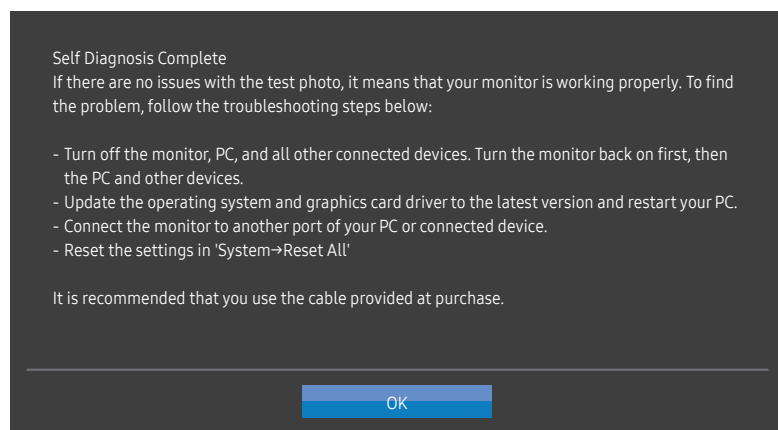 Self Diagnosis Complete
If there are no issues with the test photo, it means that your monitor is working properly. To find
the problem, follow the troubleshooting steps below:
- Turn off the monitor, PC, and all other connected devices. Turn the monitor back on first, then
the PC and other devices.
- Update the operating system and graphics card driver to the latest version and restart your PC.
- Connect the monitor to another port of your PC or connected device.
- Reset the settings in 'System→Reset All'
It is recommended that you use the cable provided at purchase.
OK